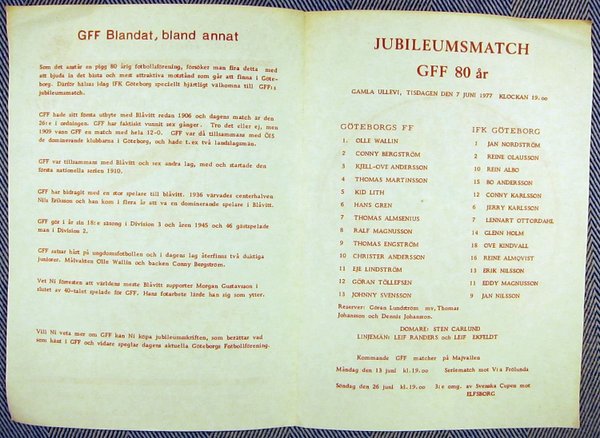 GFF Blandat, bland annat
Som det anstår en pigg 80 årig fotbollsförening, försöker man fira detta med
att bjuda in det bästa och mest attraktiva motstånd som går att finna i Göte-
borg. Därför hälsas idag IFK Göteborg speciellt hjärtligt välkomna till GFF:s
jubileumsmatch.
GFF hade sitt första utbyte med Blåvitt redan 1906 och dagens match är den
26:e i ordningen. GFF har faktiskt vunnit sex gånger. Tro det eller ej, men
1909 vann GFF en match med hela 12-0. GFF var då tillsammans med ÖIS
de dominerande klubbarna i Göteborg, och hade t.ex två landslagsmän.
GFF var tillsammans med Blåvitt och sex andra lag, med och startade den
första nationella serien 1910.
GFF har bidragit med en stor spelare till blåvitt. 1936 värvades centerhalven
Nils Eriksson och han kom i flera år att va en dominerande spelare i Blåvitt.
GFF gör i år sin 18:e säsong i Division 3 och åren 1945 och 46 gästspelade
man i Division 2.
GFF satsar hårt på ungdomsfotbollen och i dagens lag återfinns två duktiga
juniorer. Målvakten Olle Wallin och backen Conny Bergström.
Vet Ni förresten att världens meste Blåvitt supporter Morgan Gustavsson i
slutet av 40-talet spelade för GFF. Hans fotarbete lärde han sig som ytter.
Vill Ni veta mer om GFF kan Ni köpa jubileumskriften, som berättar vad
som hänt i GFF och vidare speglar dagens aktuella Göteborgs Fotbollförening.
JUBILEUMSMATCH
GFF 80 år
GAMLA ULLEVI, TISDAGEN DEN 7 JUNI 1977 KLOCKAN 19.00
GÖTEBORGS FF
1. OLLE WALLIN
2 CONNY BERGSTRÖM
3 KJELL-OVE ANDERSSON
4 THOMAS MARTINSSON
5 KID LITH
6 HANS GREN
7 THOMAS ALMSENIUS
8 RALF MAGNUSSON
9 THOMAS ENGSTRÖM
10 CHRISTER ANDERSSON
11 EJE LINDSTRÖM
12 GÖRAN TÖLLEFSEN
13 JOHNNY SVENSSON
IFK GÖTEBORG
1 JAN NORDSTRÖM
2 REINE OLAUSSON
10 REIN ALBO
15 BO ANDERSSON
12 CONNY KARLSSON
6 JERRY KARLSSON
7 LENNART OTTORDAHL
14 GLENN HOLM
18 OVE KINDVALL
16 REINE ALMQVIST
13 ERIK NILSSON
11 EDDY MAGNUSSON
9 JAN NILSSON
Reserver: Göran Lundström mv, Thomas
Johansson och Dennis Johansson.
DOMARE: STEN CARLUND
LINJEMÄN: LEIF RANDERS och LEIF EKFELDT
Kommande GFF matcher på Majvallen
Måndag den 13 juni kl.19.00 Seriematch mot V:a Frölunda
Söndag den 26 juni kl.19.00 3:e omg. av Svenska Cupen mot
ELFSBORG